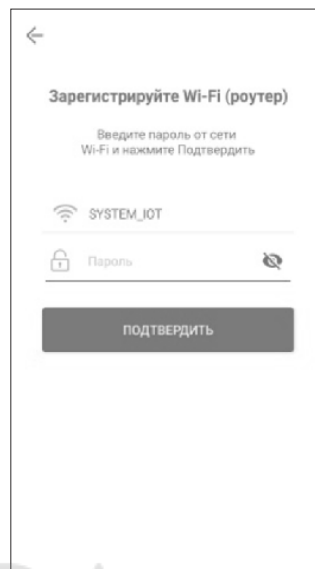 Зарегистрируйте Wi-Fi (роутер)
Введите пароль от сети
Wi-Fi и нажмите Подтвердить
SYSTEM_IOT
Пароль
ПОДТВЕРДИТЬ